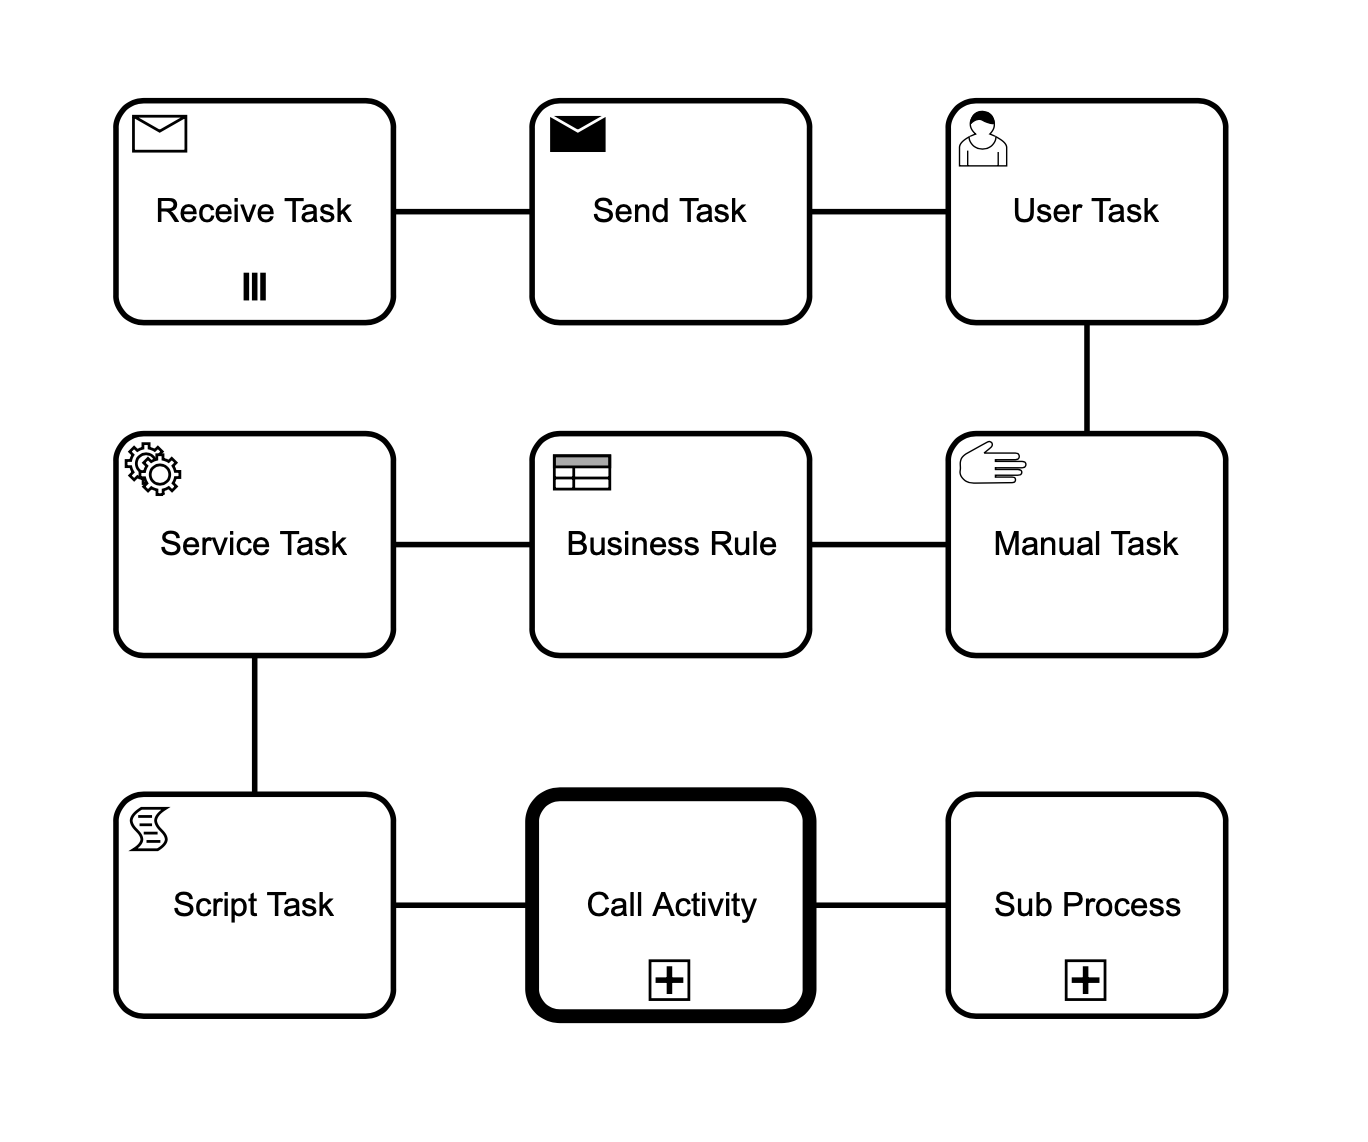 Receive Task
Send Task
User Task
Service Task
Business Rule
Manual Task
Script Task
Call Activity
Sub Process